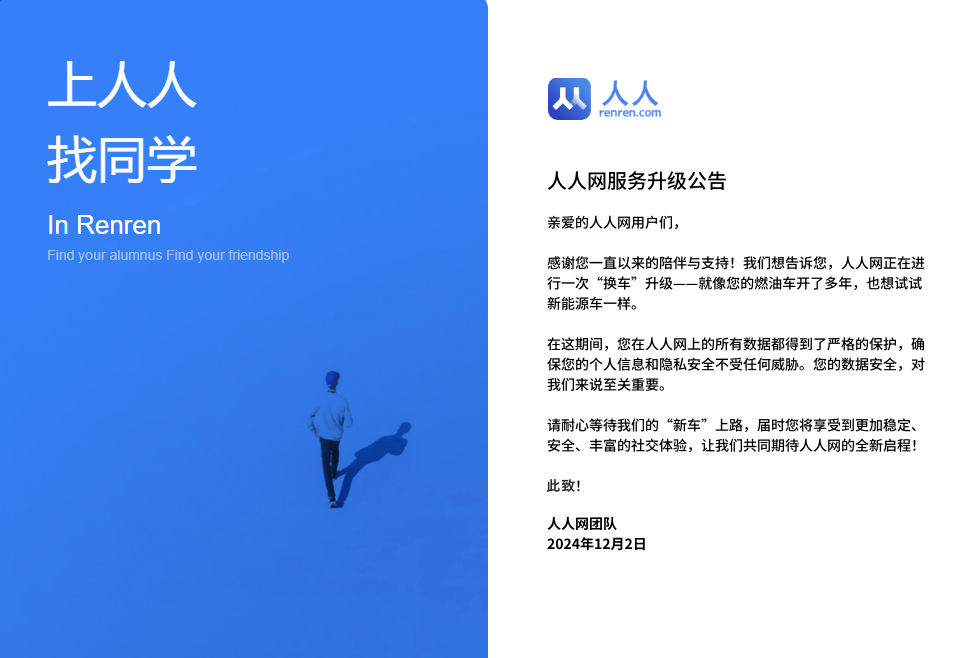 上人人
找同学
In Renren
Find your alumnus Find your friendship
人人
renren.com
人人网服务升级公告
亲爱的人人网用户们，
感谢您一直以来的陪伴与支持！我们想告诉您，人人网正在进
行一次“换车”升级——就像您的燃油车开了多年，也想试试
新能源车一样。
在这期间，您在人人网上的所有数据都得到了严格的保护，确
保您的个人信息和隐私安全不受任何威胁。您的数据安全，对
我们来说至关重要。
请耐心等待我们的“新车”上路，届时您将享受到更加稳定、
安全、丰富的社交体验，让我们共同期待人人网的全新启程！
此致！
人人网团队
2024年12月2日